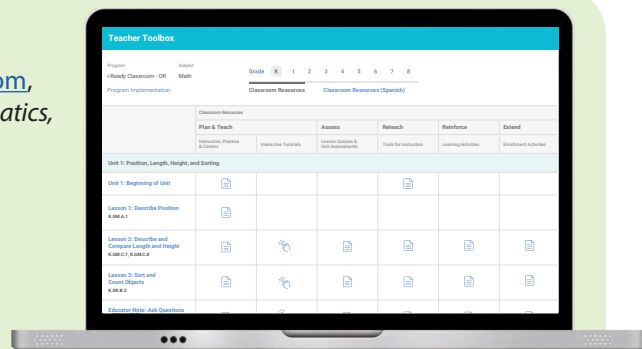 om,
atics,
Teacher Toolbox
Program
Subject
i-Ready Classroom - OR
Math
Grade K 1 2 3 4 5 6 7 8
Program Implementation
Classroom Resources
Classroom Resources (Spanish)
Classroom Resources
Plan & Teach
Assess
Reteach
Reinforce
Extend
Instruction, Practice
& Centers
Interactive Tutorials
Lesson Quizzes &
Unit Assessments
Tools for Instruction
Learning Activities
Enrichment Activities
Unit 1: Position, Length, Height, and Sorting
Unit 1: Beginning of Unit
Lesson 1: Describe Position
K.GM.A.1
Lesson 2: Describe and
Compare Length and Height
K.GM.C.7, K.GM.C.8
Lesson 3: Sort and
Count Objects
K.DR.B.2
Educator Note: Ask Questions